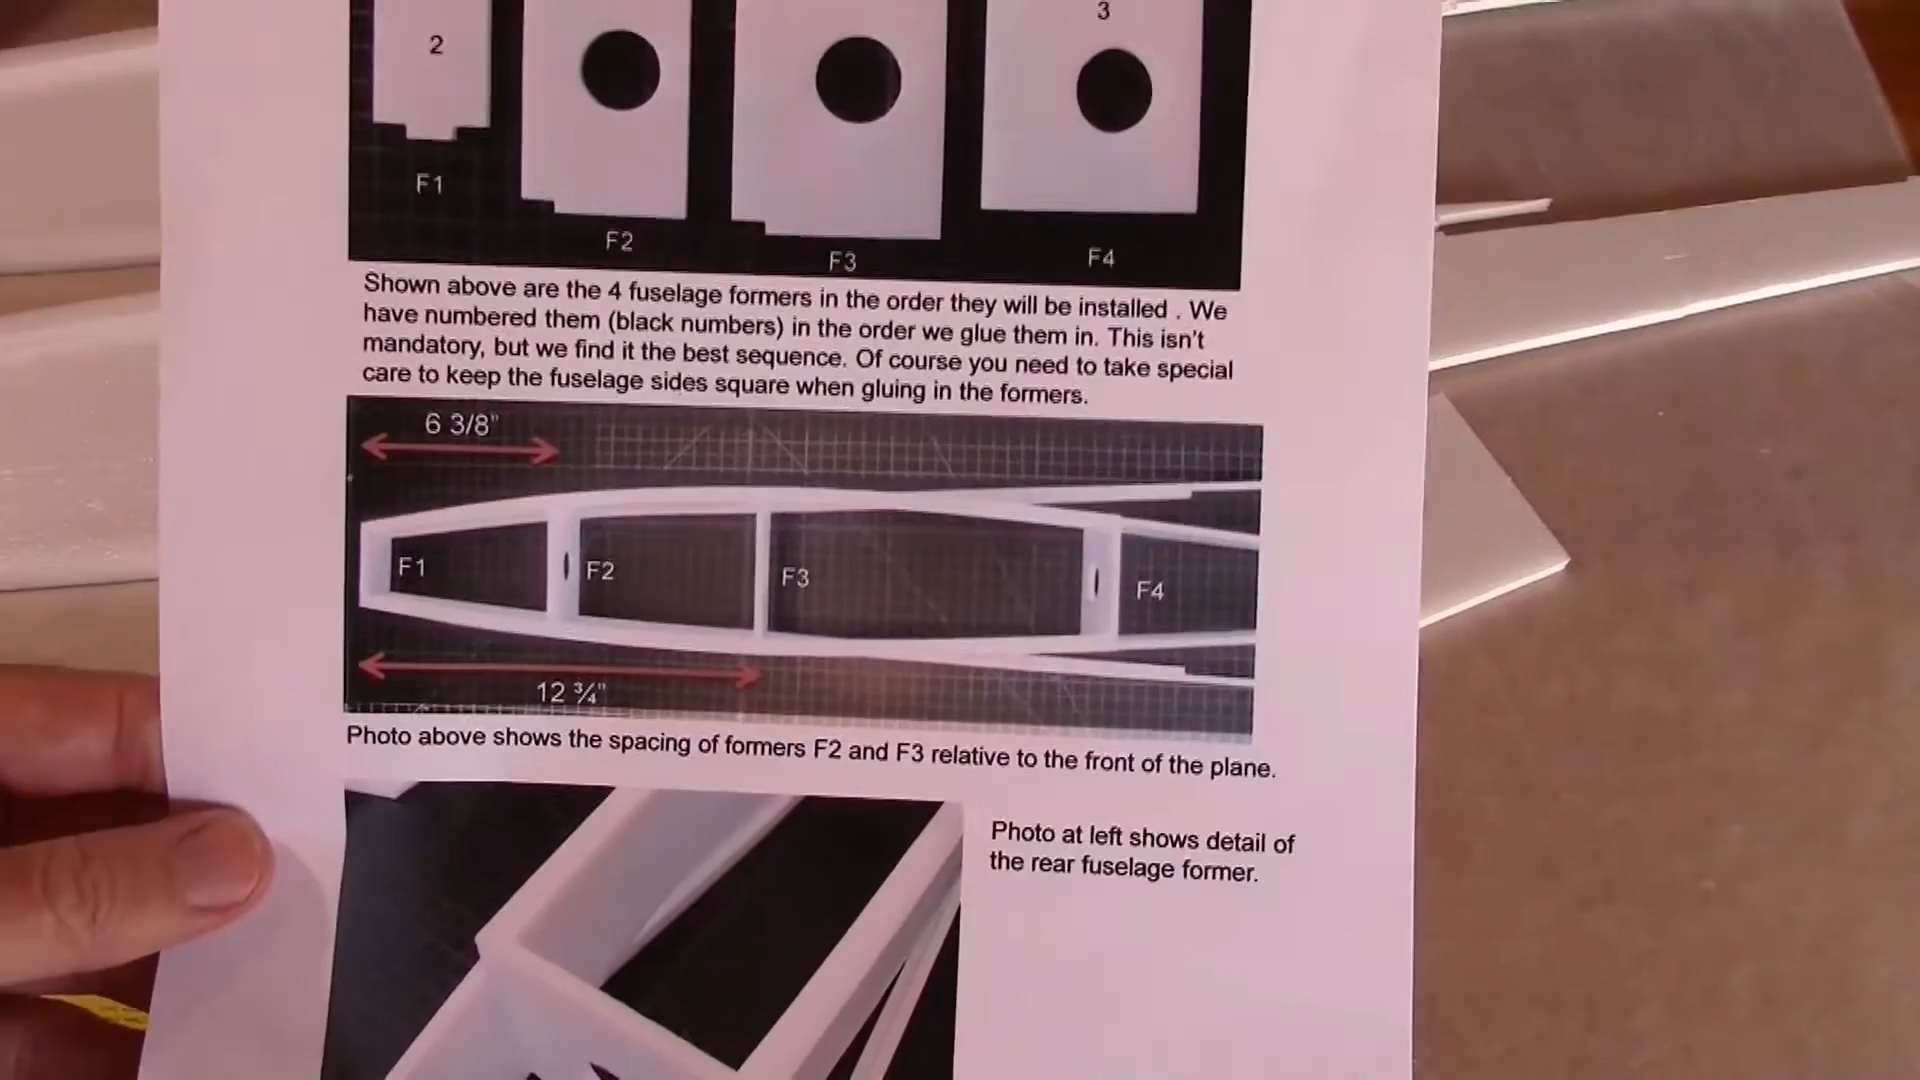 2
3
F1
F2
F3
F4
Shown above are the 4 fuselage formers in the order they will be installed . We
have numbered them (black numbers) in the order we glue them in. This isn't
mandatory, but we find it the best sequence. Of course you need to take special
care to keep the fuselage sides square when gluing in the formers.
6 3/8"
F1
F2
F3
F4
12 ¾"
Photo above shows the spacing of formers F2 and F3 relative to the front of the plane.
Photo at left shows detail of
the rear fuselage former.